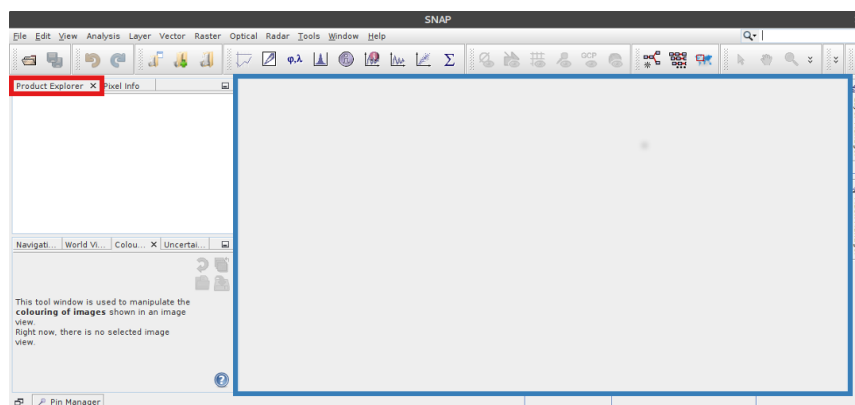 SNAP
File Edit View Analysis Layer Vector Raster Optical Radar Tools Window Help
φ,λ Σ GCP
Product Explorer Pixel Info
Navigati... World Vi... Colou... Uncertai...
This tool window is used to manipulate the
colouring of images shown in an image
view.
Right now, there is no selected image
view.
Pin Manager